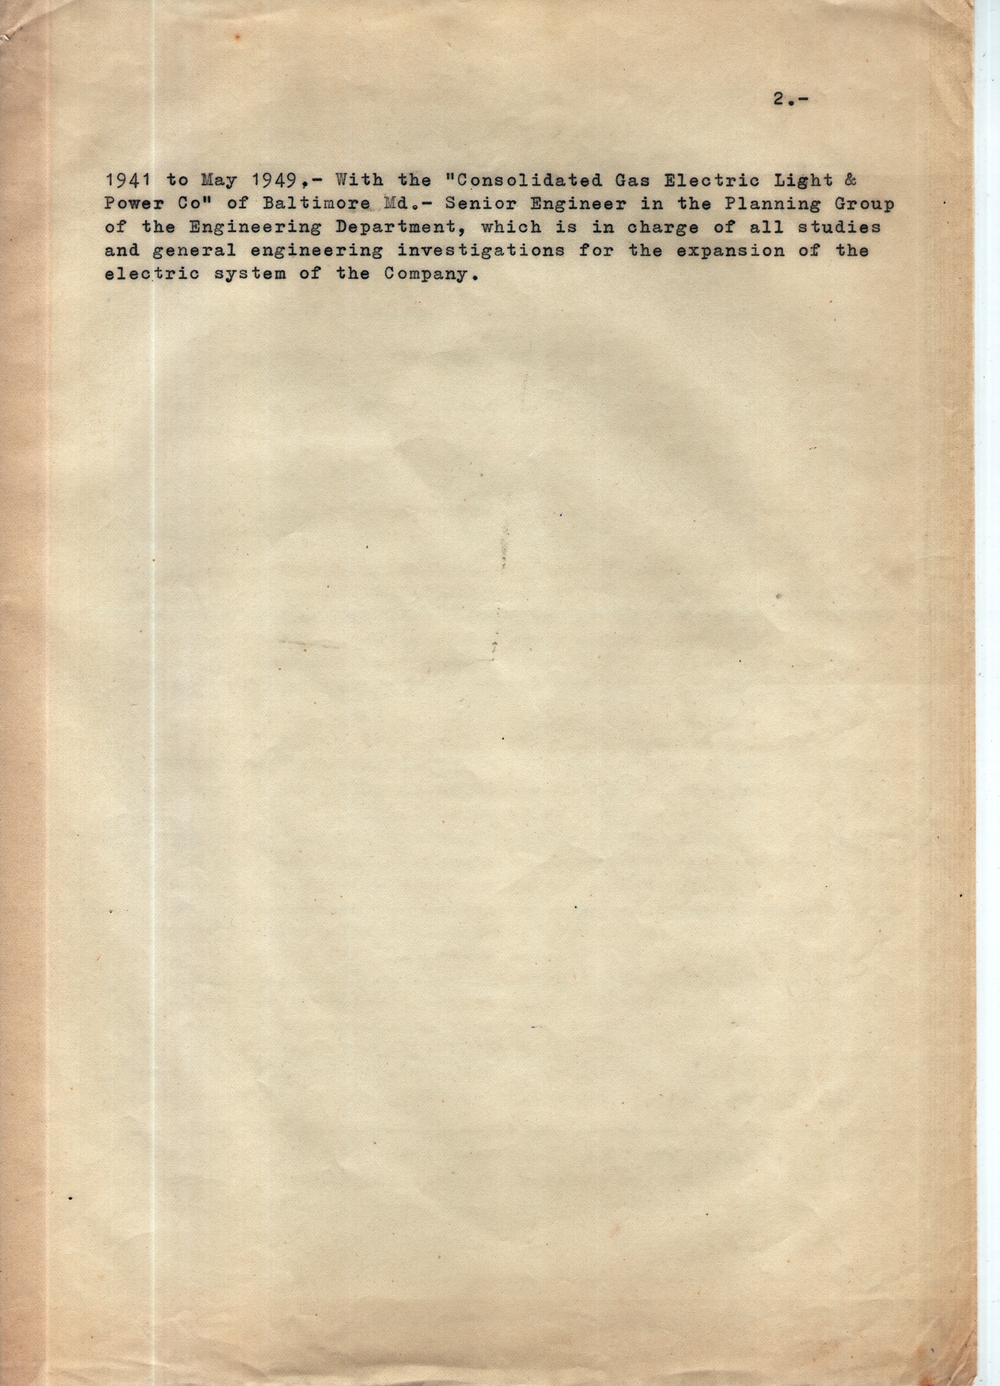 2.-
1941 to May 1949,- With the "Consolidated Gas Electric Light &
Power Co" of Baltimore Md.- Senior Engineer in the Planning Group
of the Engineering Department, which is in charge of all studies
and general engineering investigations for the expansion of the
electric system of the Company.